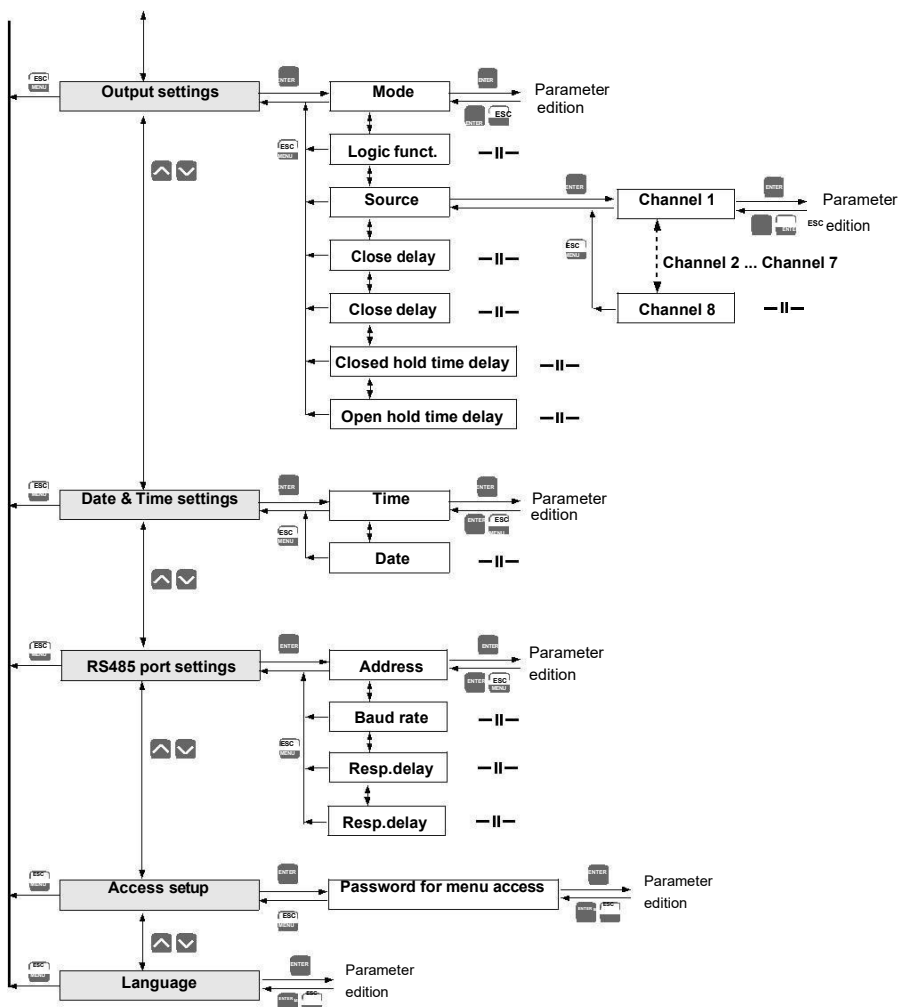 ESC
MENU
Output settings
ENTER
Mode
ENTER
Parameter
edition
ENTER
ESC
ESC
MENU
Logic funct.
—II—
Source
ENTER
Channel 1
ENTER
Parameter
ENTE
ESC
edition
ESC
MENU
Close delay
—II—
Channel 2 ... Channel 7
Close delay
—II—
Channel 8
—II—
Closed hold time delay
—II—
Open hold time delay
—II—
ESC
MENU
Date & Time settings
ENTER
Time
ENTER
Parameter
edition
ENTER
ESC
MENU
ESC
MENU
Date
—II—
ESC
MENU
RS485 port settings
ENTER
Address
ENTER
Parameter
edition
ENTER
ESC
MENU
Baud rate
—II—
ESC
MENU
Resp.delay
—II—
Resp.delay
—II—
ESC
MENU
Access setup
ENTER
Password for menu access
ENTER
Parameter
edition
ENTER
ESC
ESC
MENU
ESC
MENU
Language
ENTER
Parameter
edition
ENTER
ESC